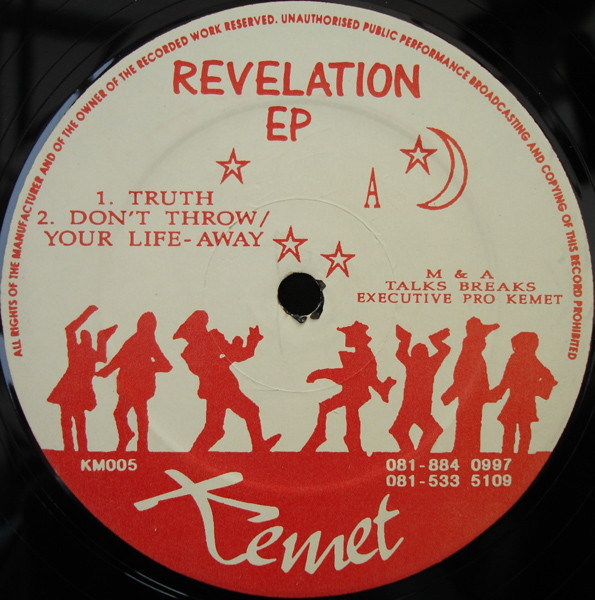 ALL RIGHTS OF THE MANUFACTURER AND OF THE OWNER OF THE RECORDED WORK RESERVED. UNAUTHORISED PUBLIC PERFORMANCE BROADCASTING AND COPYING OF THIS RECORD PROHIBITED
REVELATION
EP
A
1. TRUTH
2. DON'T THROW/
YOUR LIFE-AWAY
M & A
TALKS BREAKS
EXECUTIVE PRO KEMET
KM005
081-884 0997
081-533 5109
Kemet